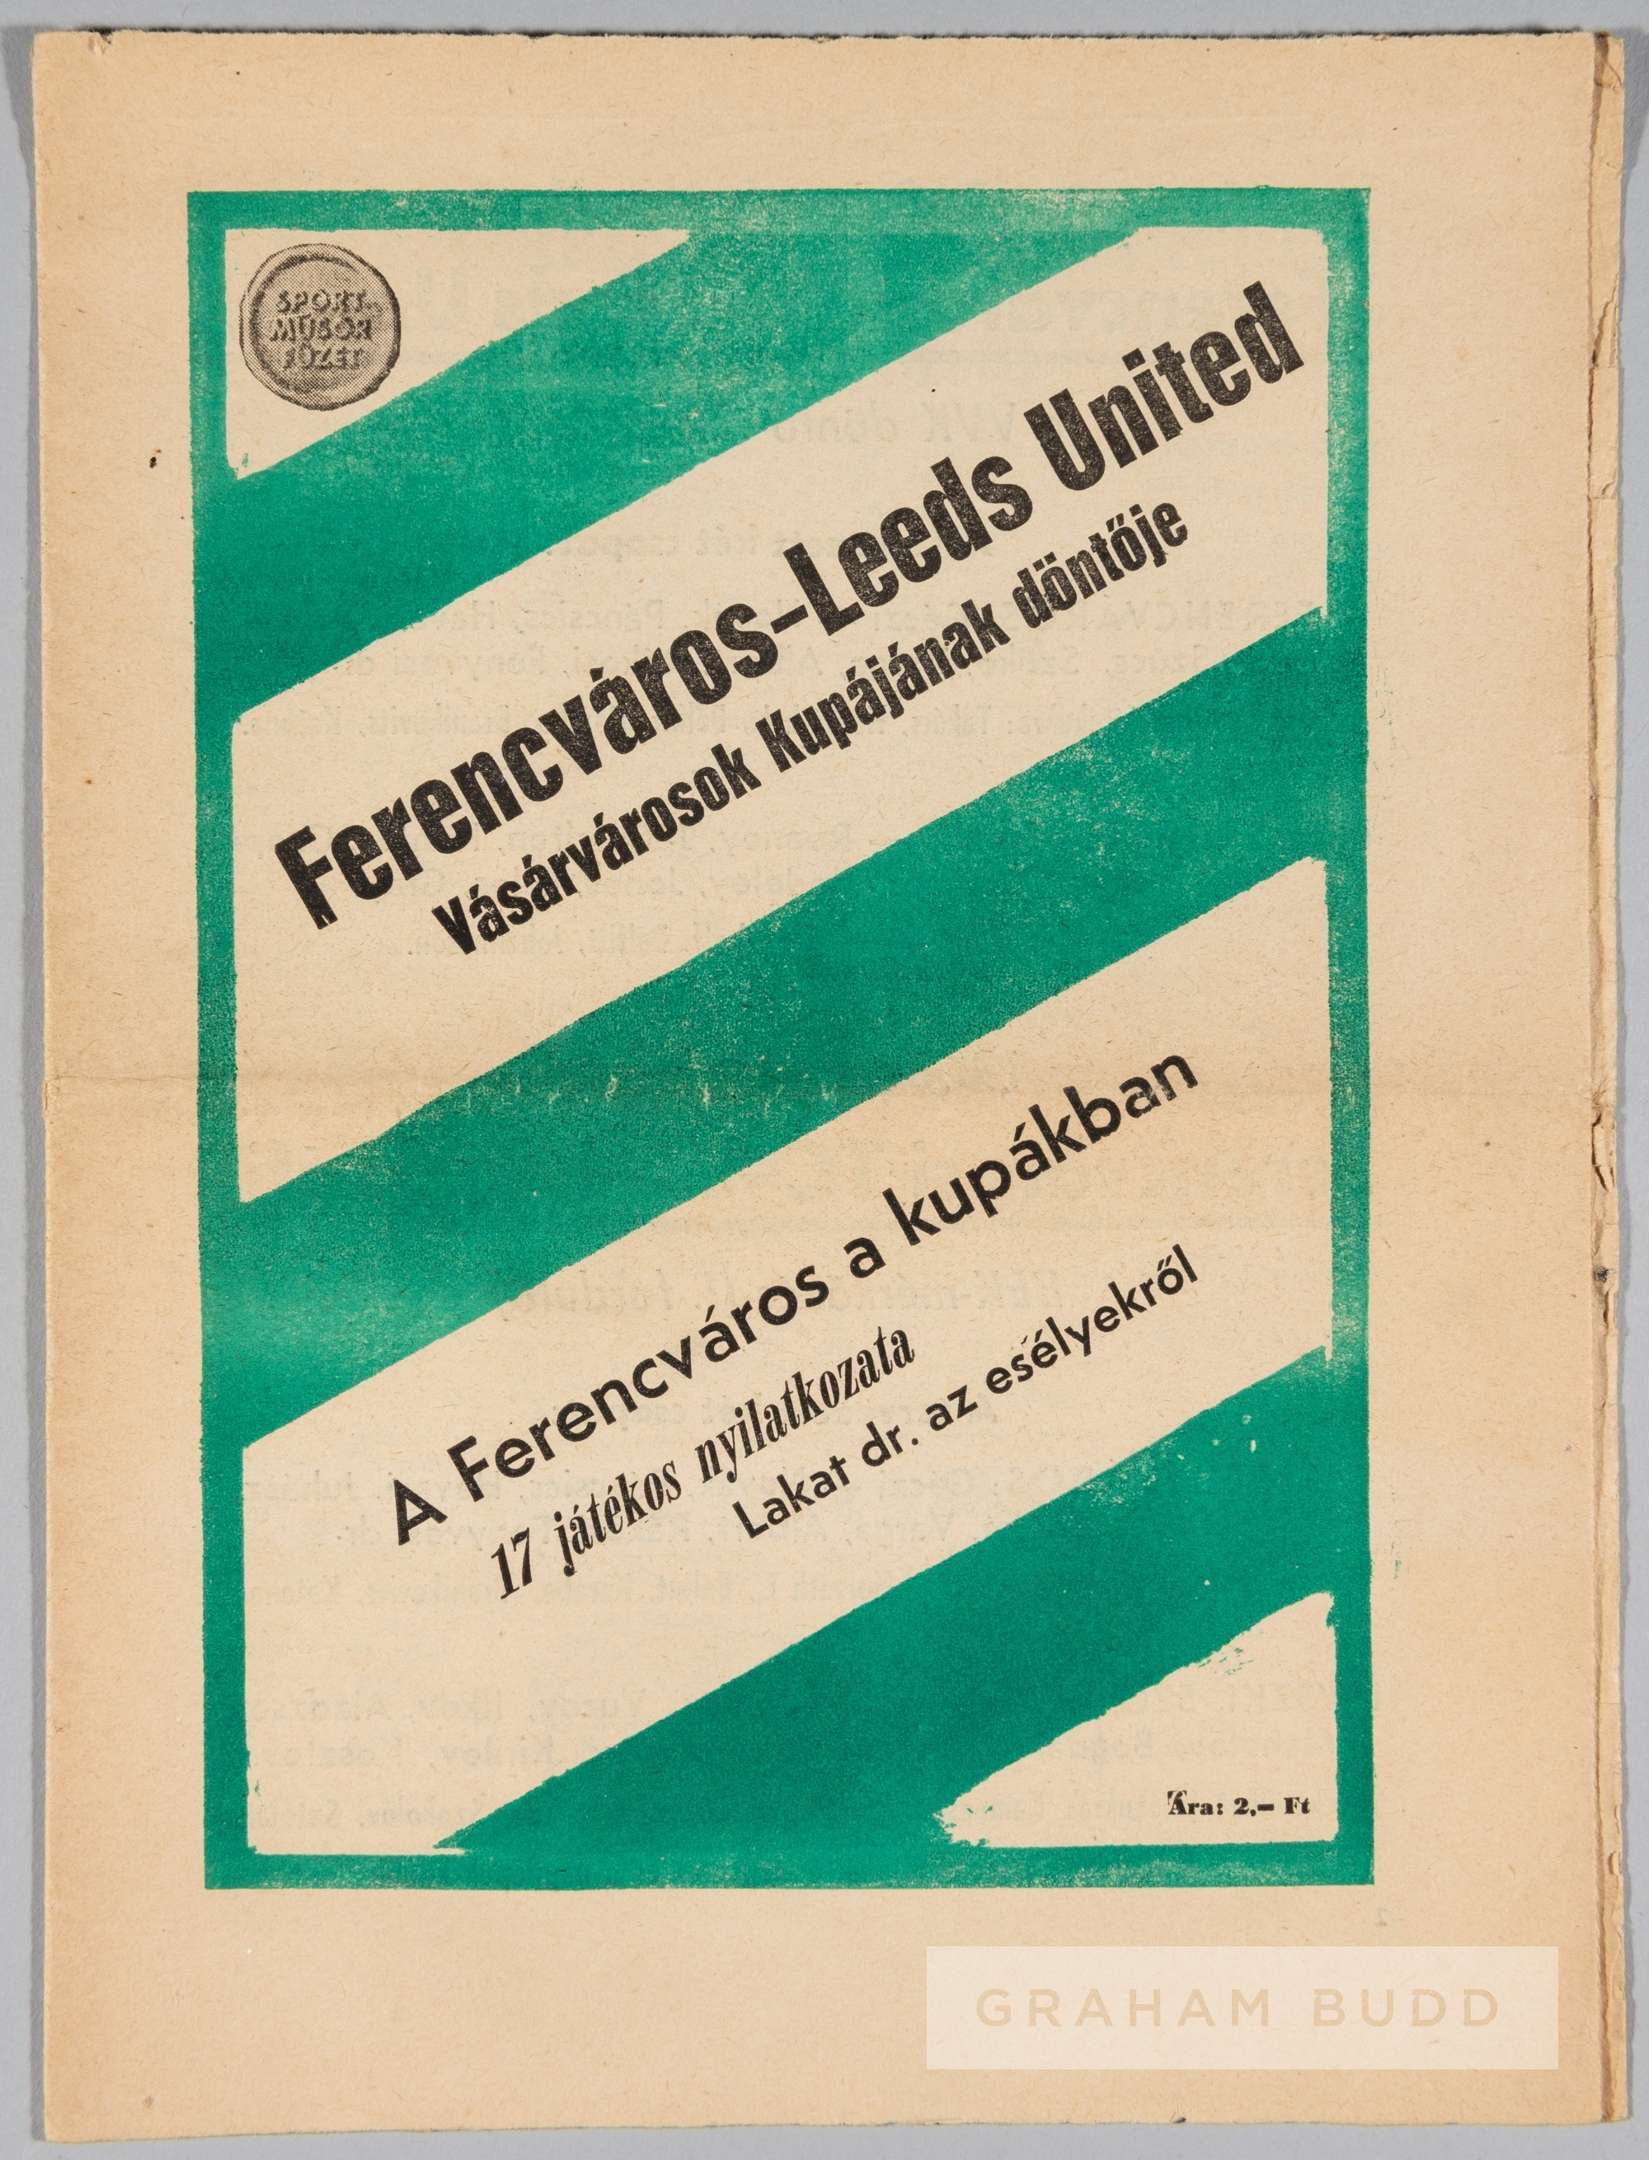 SPORT-
MŰSOR
FÜZET
Ferencváros–Leeds United
Vásárvárosok Kupájának döntője
A Ferencváros a kupákban
17 játékos nyilatkozata
Lakat dr. az esélyekről
Ára: 2,– Ft
GRAHAM BUDD